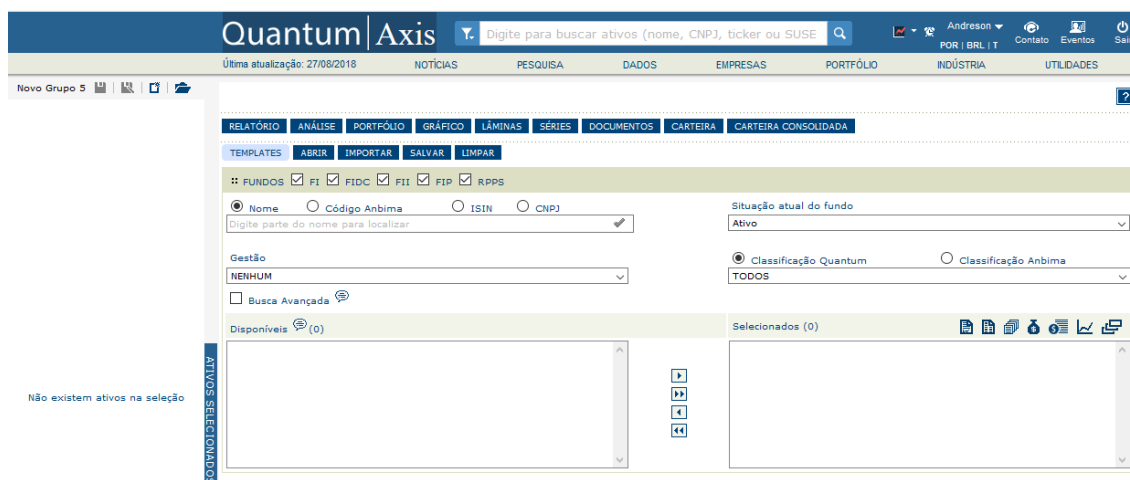 Quantum Axis
Digite para buscar ativos (nome, CNPJ, ticker ou SUSE
Andreson
POR | BRL | T
Contato
Eventos
Sai
Última atualização: 27/08/2018
NOTÍCIAS
PESQUISA
DADOS
EMPRESAS
PORTFÓLIO
INDÚSTRIA
UTILIDADES
Novo Grupo 5
?
RELATÓRIO ANÁLISE PORTFÓLIO GRÁFICO LÂMINAS SÉRIES DOCUMENTOS CARTEIRA CARTEIRA CONSOLIDADA
TEMPLATES ABRIR IMPORTAR SALVAR LIMPAR
:: FUNDOS FI FIDC FII FIP RPPS
Nome Código Anbima ISIN CNPJ
Digite parte do nome para localizar
Situação atual do fundo
Ativo
Gestão
NENHUM
Classificação Quantum Classificação Anbima
TODOS
Busca Avançada
Disponíveis (0)
Selecionados (0)
Não existem ativos na seleção
ATIVOS SELECIONADOS